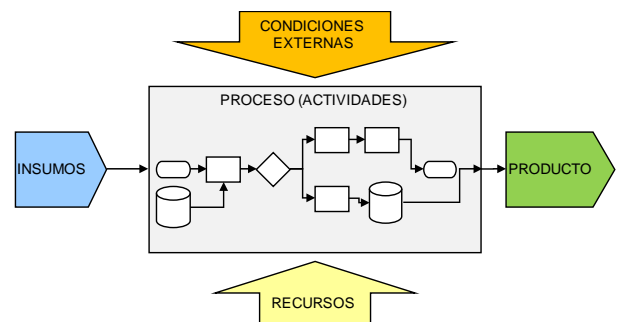 CONDICIONES
EXTERNAS
PROCESO (ACTIVIDADES)
INSUMOS
PRODUCTO
RECURSOS